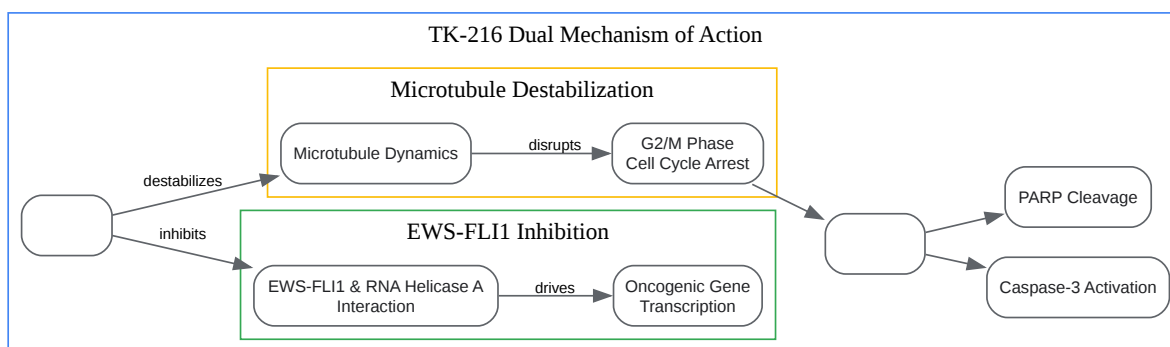 TK-216 Dual Mechanism of Action
Microtubule Destabilization
Microtubule Dynamics
disrupts
G2/M Phase
Cell Cycle Arrest
destabilizes
inhibits
EWS-FLI1 Inhibition
EWS-FLI1 & RNA Helicase A
Interaction
drives
Oncogenic Gene
Transcription
PARP Cleavage
Caspase-3 Activation